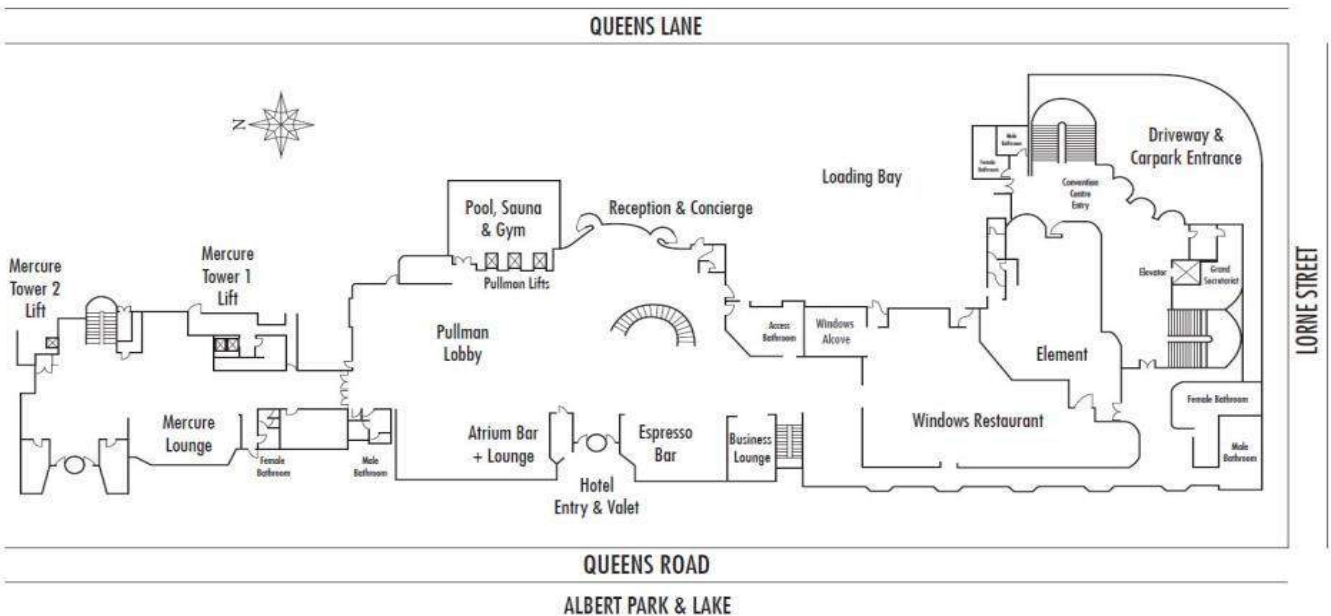 QUEENS LANE
N
Driveway &
Carpark Entrance
Male
Bathroom
Female
Bathroom
Loading Bay
Convention
Centre
Entry
Pool, Sauna
& Gym
Reception & Concierge
Mercure
Tower 2
Lift
Mercure
Tower 1
Lift
Pullman Lifts
Elevator
Grand
Secretariat
LORNE STREET
Pullman
Lobby
Access
Bathroom
Windows
Alcove
Element
Female Bathroom
Mercure
Lounge
Atrium Bar
+ Lounge
Espresso
Bar
Business
Lounge
Windows Restaurant
Male
Bathroom
Female
Bathroom
Male
Bathroom
Hotel
Entry & Valet
QUEENS ROAD
ALBERT PARK & LAKE